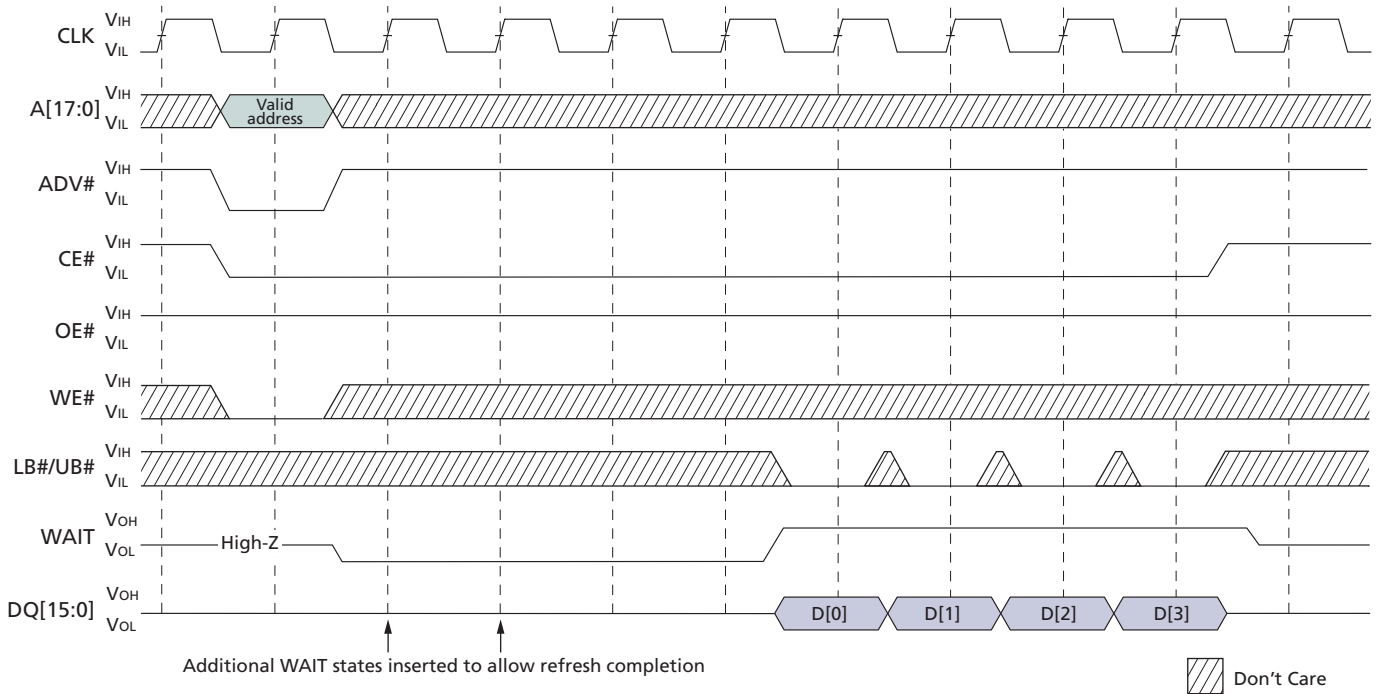 CLK VIH
VIL
A[17:0] VIH
VIL
Valid
address
ADV# VIH
VIL
CE# VIH
VIL
OE# VIH
VIL
WE# VIH
VIL
LB#/UB# VIH
VIL
WAIT VOH
VOL
High-Z
DQ[15:0] VOH
VOL
D[0] D[1] D[2] D[3]
Additional WAIT states inserted to allow refresh completion
Don't Care